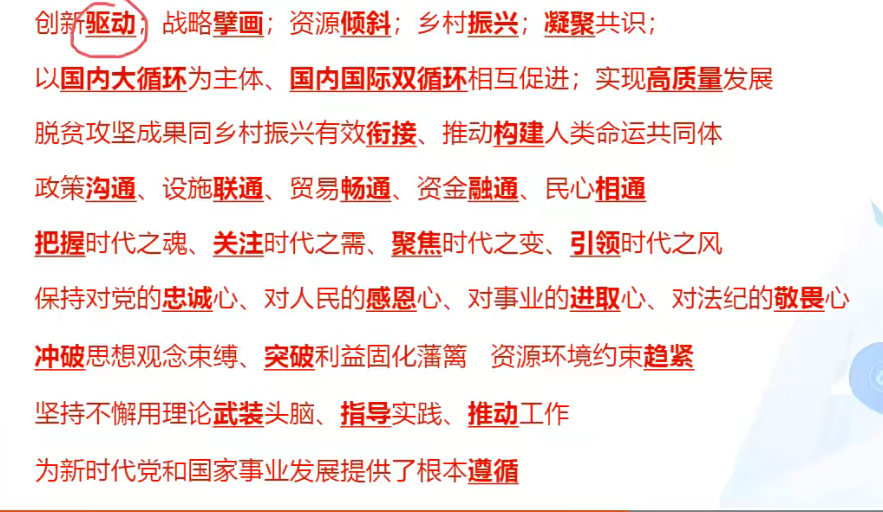 创新驱动；战略擘画；资源倾斜；乡村振兴；凝聚共识；
以国内大循环为主体、国内国际双循环相互促进；实现高质量发展
脱贫攻坚成果同乡村振兴有效衔接、推动构建人类命运共同体
政策沟通、设施联通、贸易畅通、资金融通、民心相通
把握时代之魂、关注时代之需、聚焦时代之变、引领时代之风
保持对党的忠诚心、对人民的感恩心、对事业的进取心、对法纪的敬畏心
冲破思想观念束缚、突破利益固化藩篱 资源环境约束趋紧
坚持不懈用理论武装头脑、指导实践、推动工作
为新时代党和国家事业发展提供了根本遵循